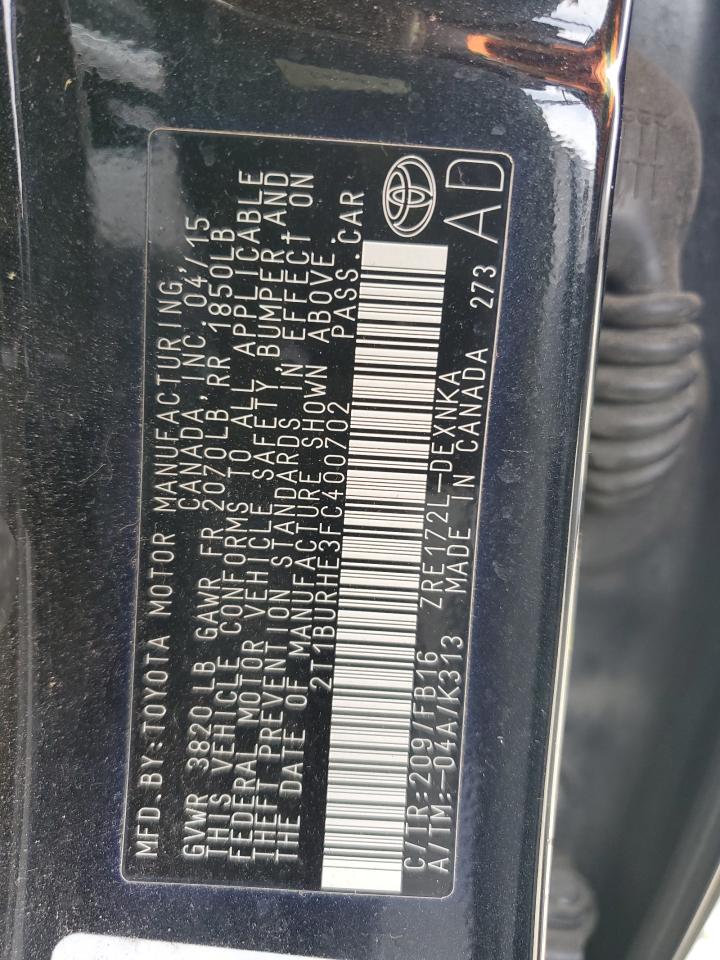 MFD.BY:TOYOTA MOTOR MANUFACTURING,
CANADA, INC. 04/15
GVWR 3820 LB GAWR FR 2070LB, RR 1850LB
THIS VEHICLE CONFORMS TO ALL APPLICABLE
FEDERAL MOTOR VEHICLE SAFETY, BUMPER, AND
THEFT PREVENTION STANDARDS IN EFFECT ON
THE DATE OF MANUFACTURE SHOWN ABOVE.
2T1BURHE3FC400702 PASS.CAR
C/TR:209/FB16 ZRE172L-DEXNKA
A/TM:-04A/K313 MADE IN CANADA 273
AD